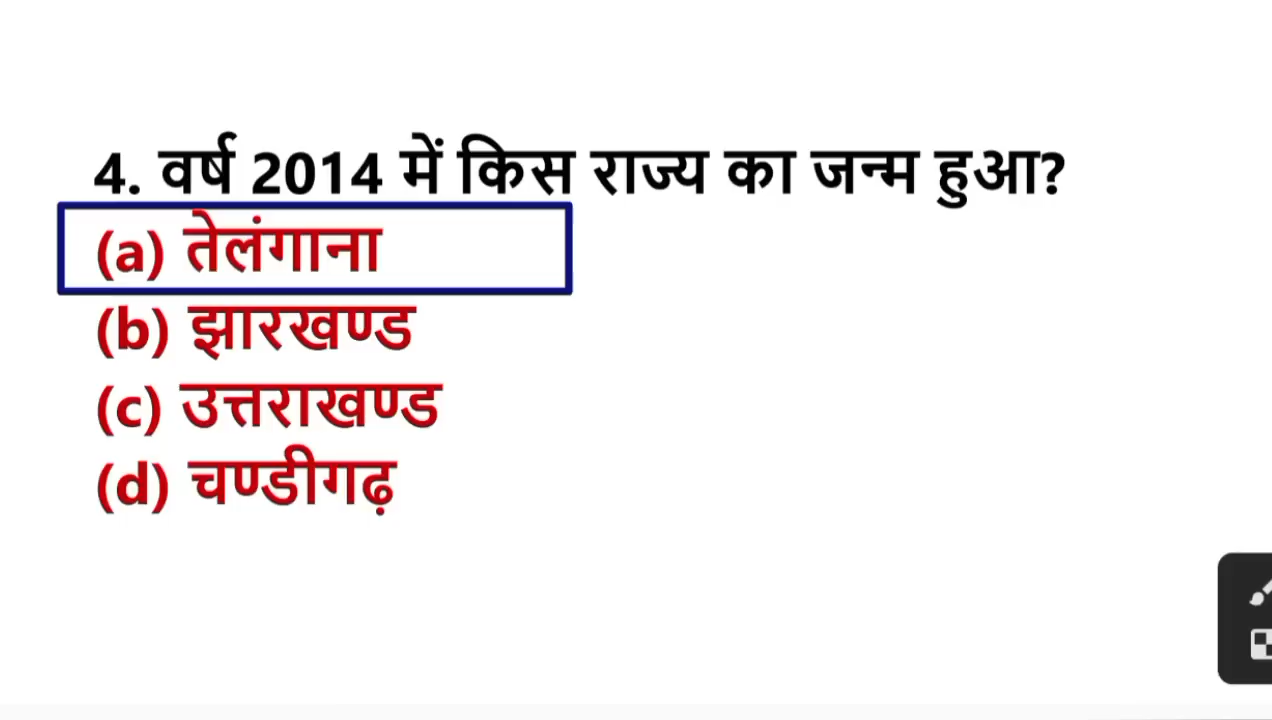 4. वर्ष 2014 में किस राज्य का जन्म हुआ?
(a) तेलंगाना
(b) झारखण्ड
(c) उत्तराखण्ड
(d) चण्डीगढ़